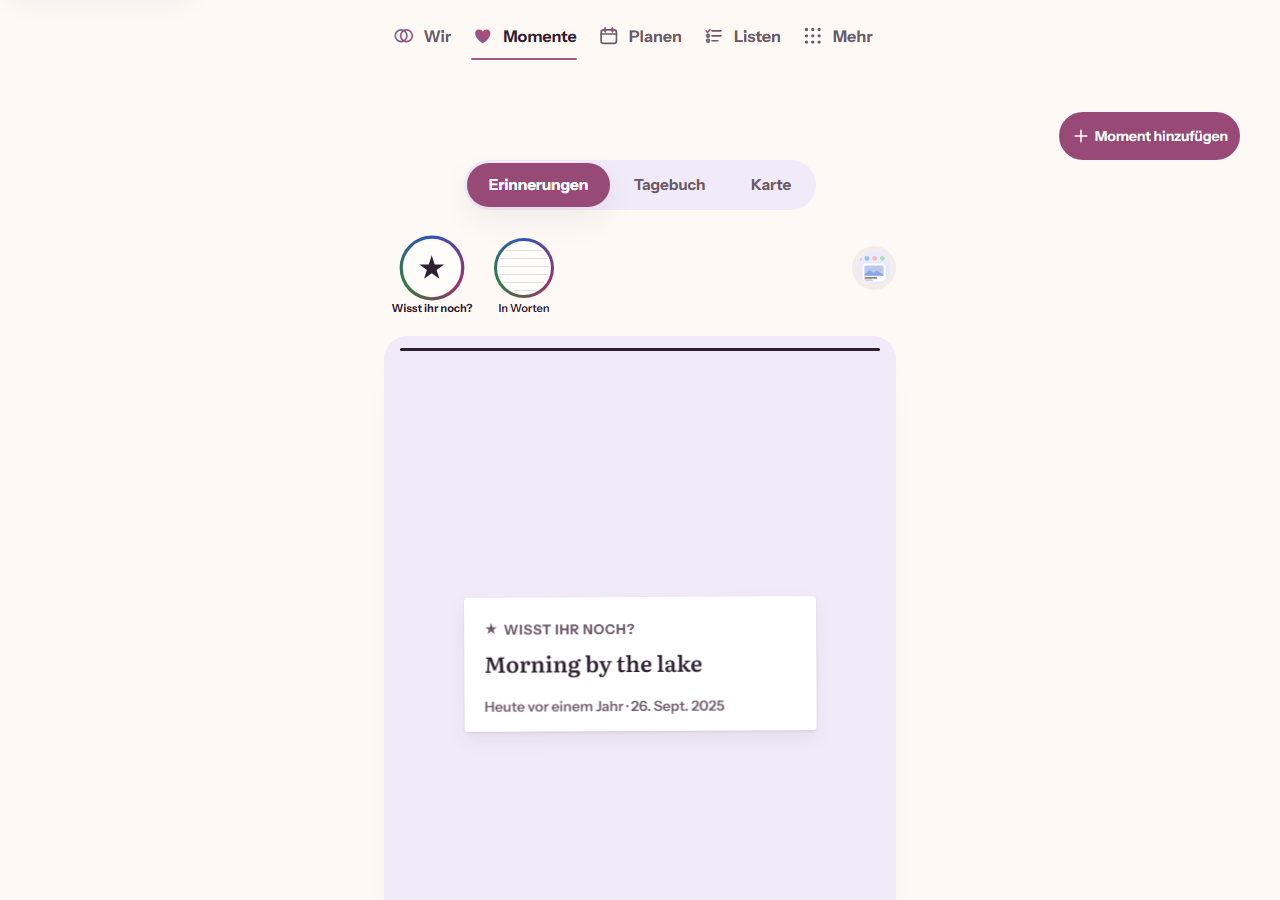 Wir Momente Planen Listen Mehr
Moment hinzufügen
Erinnerungen Tagebuch Karte
Wisst ihr noch? In Worten
★ WISST IHR NOCH?
Morning by the lake
Heute vor einem Jahr · 26. Sept. 2025